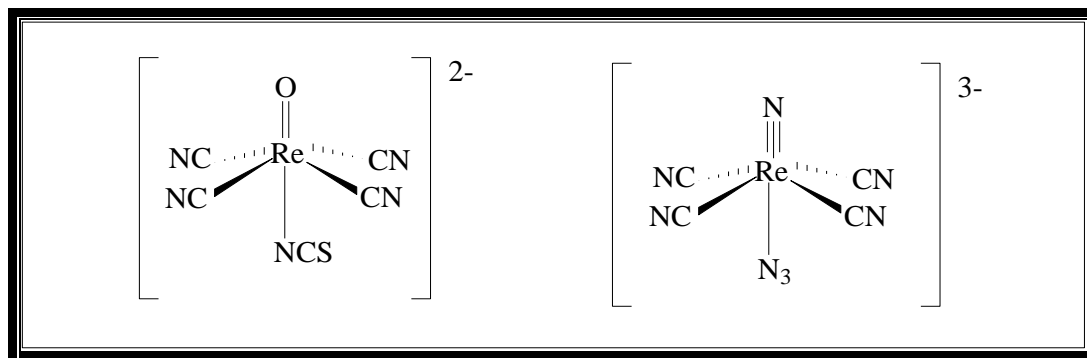 O
2-
NC Re CN
NC CN
NCS
N
3-
NC Re CN
NC CN
N3